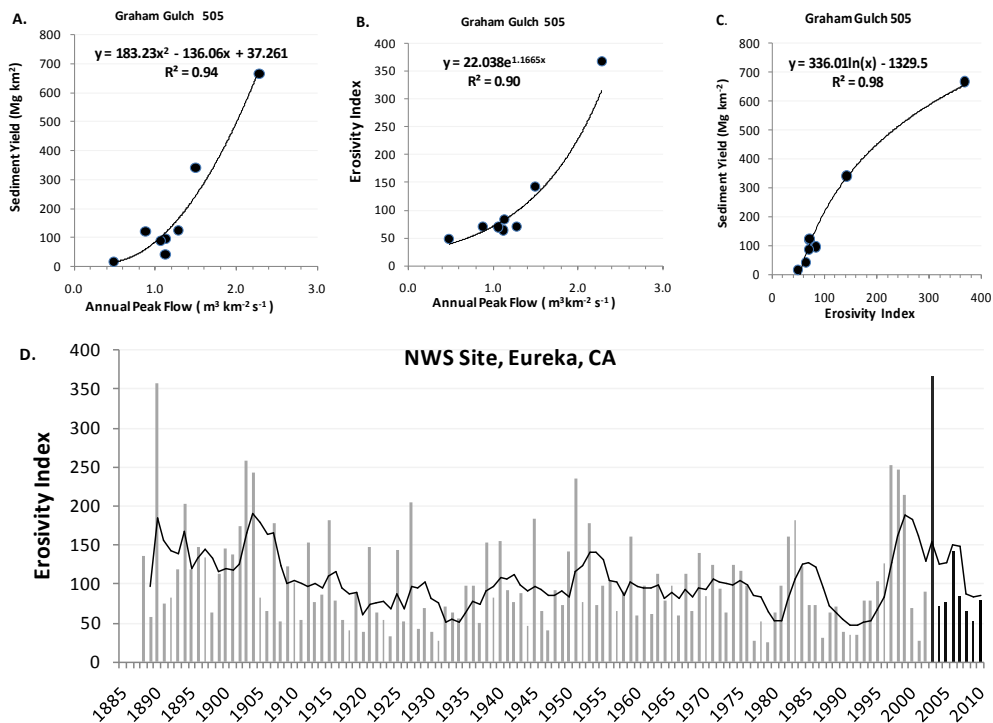 A.
Graham Gulch 505
y = 183.23x² - 136.06x + 37.261
R² = 0.94
Sediment Yield (Mg km²)
800
700
600
500
400
300
200
100
0
0.0 1.0 2.0 3.0
Annual Peak Flow ( m³ km⁻² s⁻¹)
B.
Graham Gulch 505
y = 22.038e^1.1665x
R² = 0.90
Erosivity Index
400
350
300
250
200
150
100
50
0
0.0 1.0 2.0 3.0
Annual Peak Flow ( m³km⁻² s⁻¹)
C.
Graham Gulch 505
y = 336.01ln(x) - 1329.5
R² = 0.98
Sediment Yield (Mg km⁻²)
800
700
600
500
400
300
200
100
0
0 100 200 300 400
Erosivity Index
D.
NWS Site, Eureka, CA
Erosivity Index
400
350
300
250
200
150
100
50
0
1885 1890 1895 1900 1905 1910 1915 1920 1925 1930 1935 1940 1945 1950 1955 1960 1965 1970 1975 1980 1985 1990 1995 2000 2005 2010